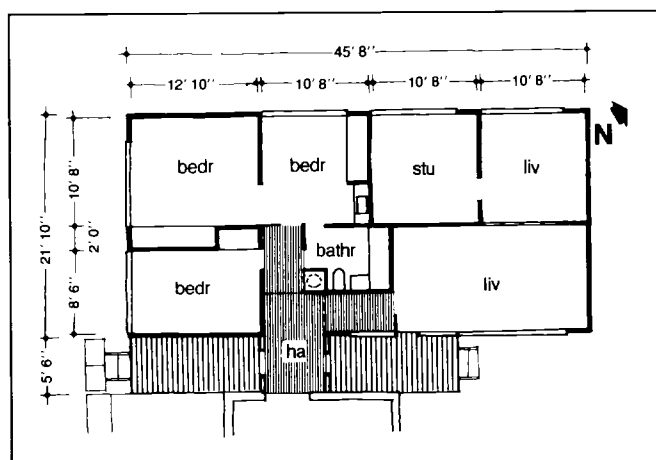 45' 8''
12' 10'' 10' 8'' 10' 8'' 10' 8''
N
bedr bedr stu liv
10' 8''
21' 10''
2' 0''
bathr
bedr liv
8' 6''
ha
5' 6''